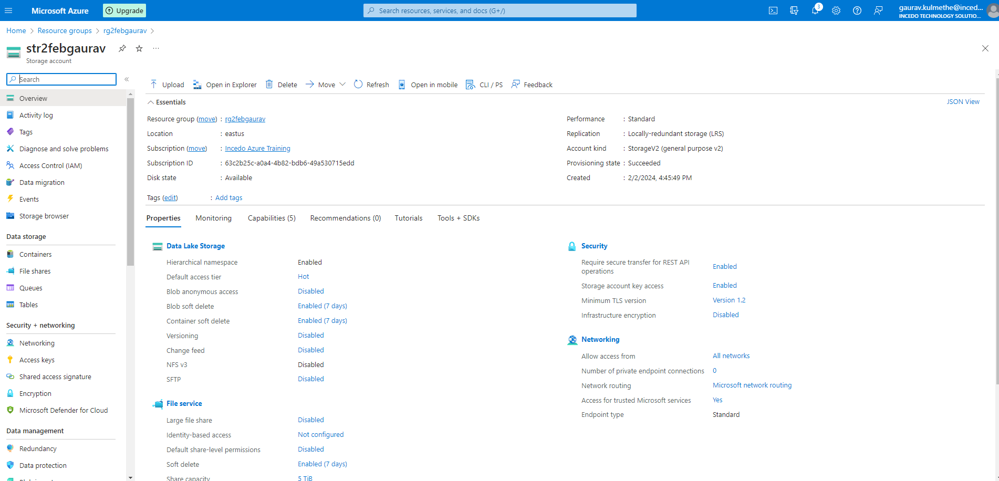 Microsoft Azure
Upgrade
Search resources, services, and docs (G+/)
3
gaurav.kulmethe@inced...
INCEDO TECHNOLOGY SOLUTIO...
Home > Resource groups > rg2febgaurav >
str2febgaurav
Storage account
Search
Overview
Activity log
Tags
Diagnose and solve problems
Access Control (IAM)
Data migration
Events
Storage browser
Data storage
Containers
File shares
Queues
Tables
Security + networking
Networking
Access keys
Shared access signature
Encryption
Microsoft Defender for Cloud
Data management
Redundancy
Data protection
Upload Open in Explorer Delete Move Refresh Open in mobile CLI / PS Feedback
Essentials
JSON View
Resource group (move) : rg2febgaurav
Location : eastus
Subscription (move) : Incedo Azure Training
Subscription ID : 63c2b25c-a0a4-4b82-bdb6-49a530715edd
Disk state : Available
Performance : Standard
Replication : Locally-redundant storage (LRS)
Account kind : StorageV2 (general purpose v2)
Provisioning state : Succeeded
Created : 2/2/2024, 4:45:49 PM
Tags (edit) : Add tags
Properties Monitoring Capabilities (5) Recommendations (0) Tutorials Tools + SDKs
Data Lake Storage
Hierarchical namespace Enabled
Default access tier Hot
Blob anonymous access Disabled
Blob soft delete Enabled (7 days)
Container soft delete Enabled (7 days)
Versioning Disabled
Change feed Disabled
NFS v3 Disabled
SFTP Disabled
File service
Large file share Disabled
Identity-based access Not configured
Default share-level permissions Disabled
Soft delete Enabled (7 days)
Share capacity 5 TiB
Security
Require secure transfer for REST API
operations Enabled
Storage account key access Enabled
Minimum TLS version Version 1.2
Infrastructure encryption Disabled
Networking
Allow access from All networks
Number of private endpoint connections 0
Network routing Microsoft network routing
Access for trusted Microsoft services Yes
Endpoint type Standard